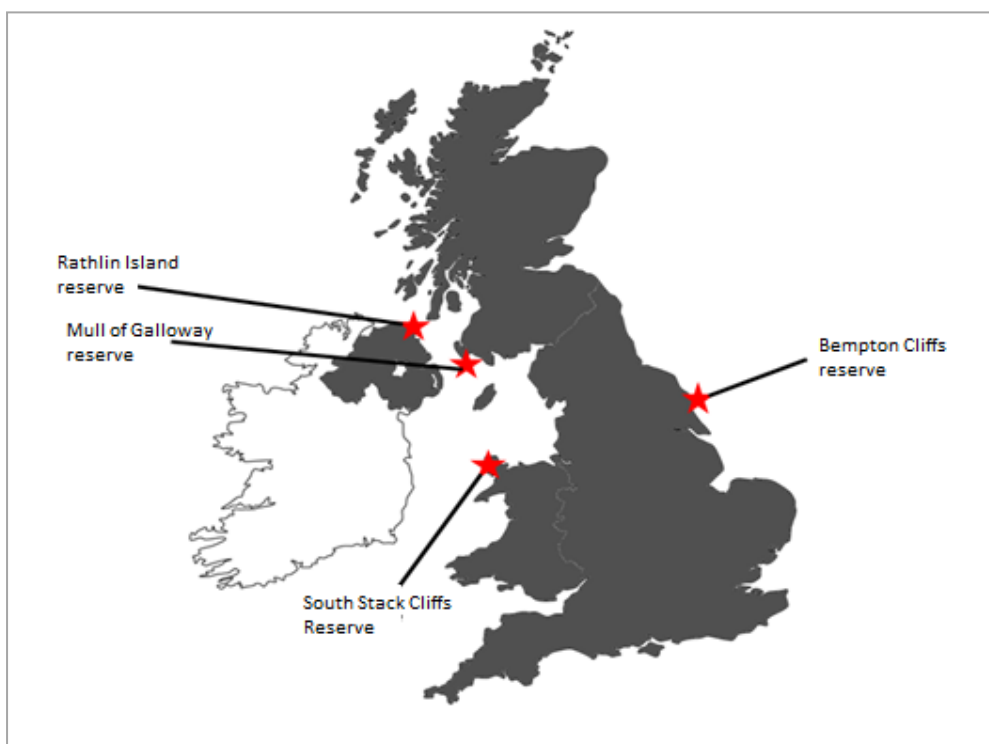 Rathlin Island
reserve
Mull of Galloway
reserve
Bempton Cliffs
reserve
South Stack Cliffs
Reserve